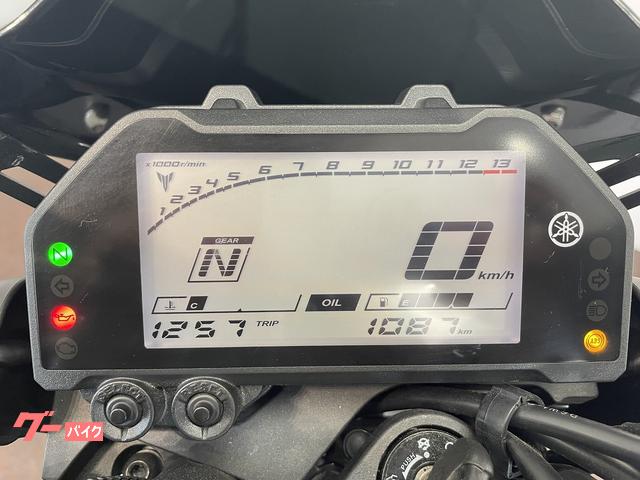 x1000r/min
1 2 3 4 5 6 7 8 9 10 11 12 13
GEAR
N
0 km/h
C OIL E
1257 TRIP 1087 km
N
ABS
グーバイク
PUSH